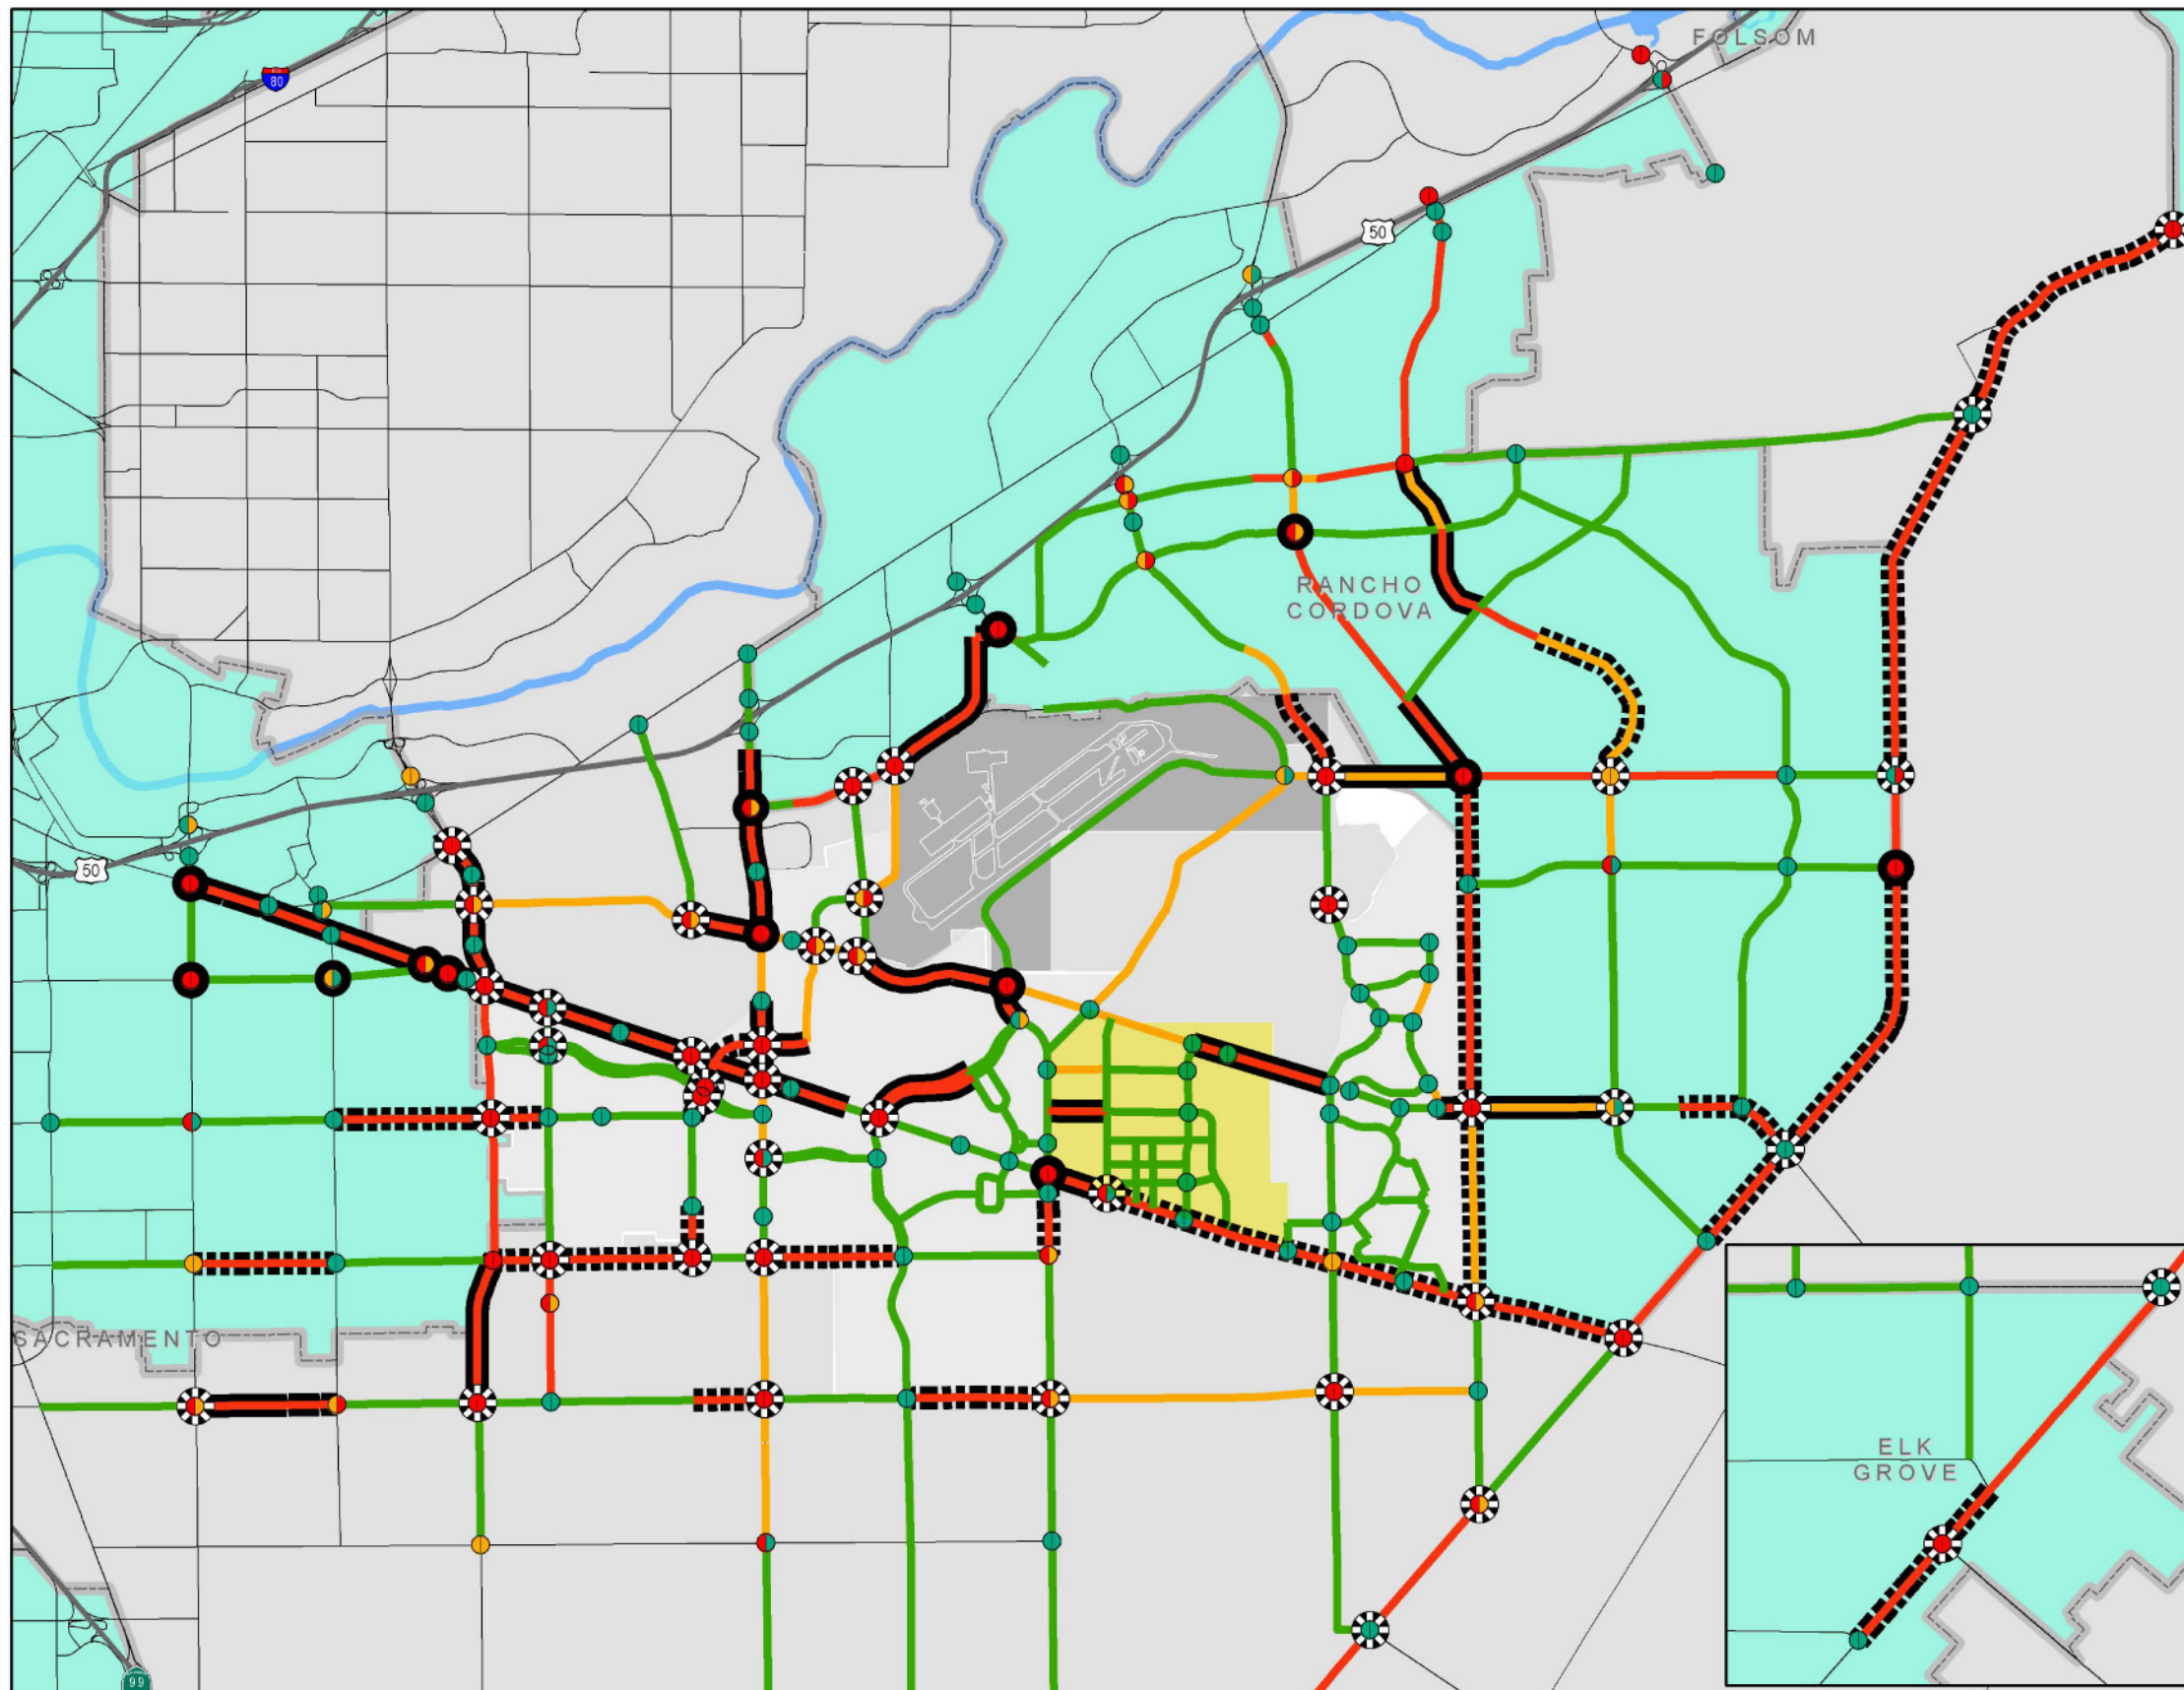 FOLSOM
80
50
RANCHO
CORDOVA
50
SACRAMENTO
ELK
GROVE
99